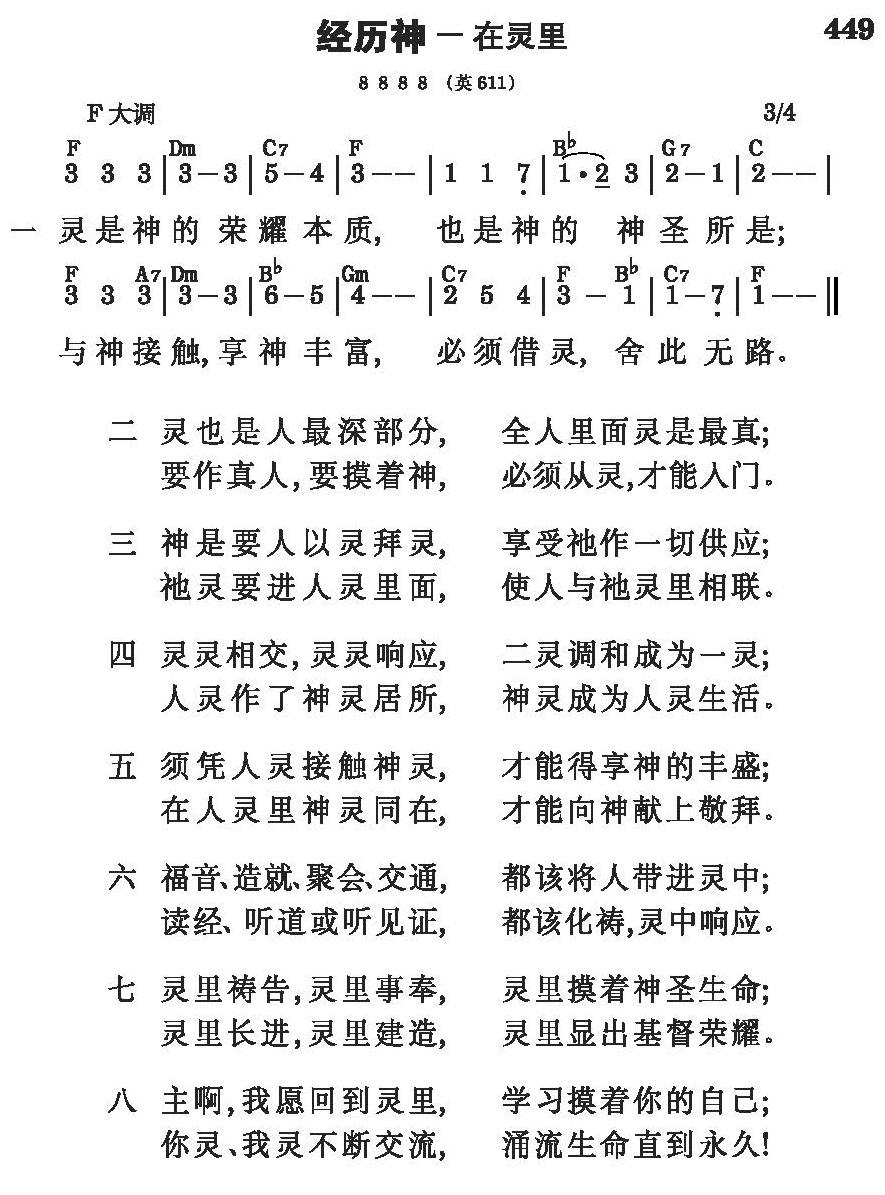 449
经历神－在灵里
8 8 8 8 （英611）
F大调 3/4
F Dm C7 F B♭ G7 C
3 3 3 | 3 – 3 | 5 – 4 | 3 – – | 1 1 7̣ | 1 · 2 3 | 2 – 1 | 2 – – |
一 灵是神的荣耀本质, 也是神的 神圣所是;
F A7 Dm B♭ Gm C7 F B♭ C7 F
3 3 3 | 3 – 3 | 6 – 5 | 4 – – | 2 5 4 | 3 – 1 | 1 – 7̣ | 1 – – ‖
与神接触,享神丰富, 必须借灵, 舍此无路。
二 灵也是人最深部分, 全人里面灵是最真;
要作真人,要摸着神, 必须从灵,才能入门。
三 神是要人以灵拜灵, 享受祂作一切供应;
祂灵要进人灵里面, 使人与祂灵里相联。
四 灵灵相交,灵灵响应, 二灵调和成为一灵;
人灵作了神灵居所, 神灵成为人灵生活。
五 须凭人灵接触神灵, 才能得享神的丰盛;
在人灵里神灵同在, 才能向神献上敬拜。
六 福音、造就、聚会、交通, 都该将人带进灵中;
读经、听道或听见证, 都该化祷,灵中响应。
七 灵里祷告,灵里事奉, 灵里摸着神圣生命;
灵里长进,灵里建造, 灵里显出基督荣耀。
八 主啊,我愿回到灵里, 学习摸着你的自己;
你灵、我灵不断交流, 涌流生命直到永久!